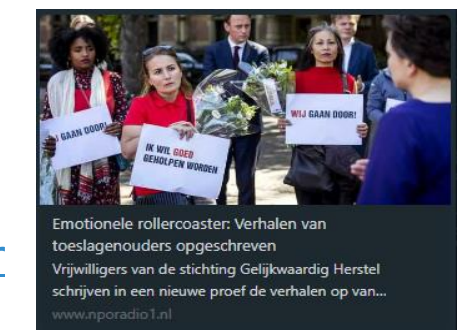 WIJ GAAN DOOR!
GAAN DOOR!
IK WIL GOED
GEHOLPEN WORDEN
Emotionele rollercoaster: Verhalen van
toeslagenouders opgeschreven
Vrijwilligers van de stichting Gelijkwaardig Herstel
schrijven in een nieuwe proef de verhalen op van...
www.nporadio1.nl